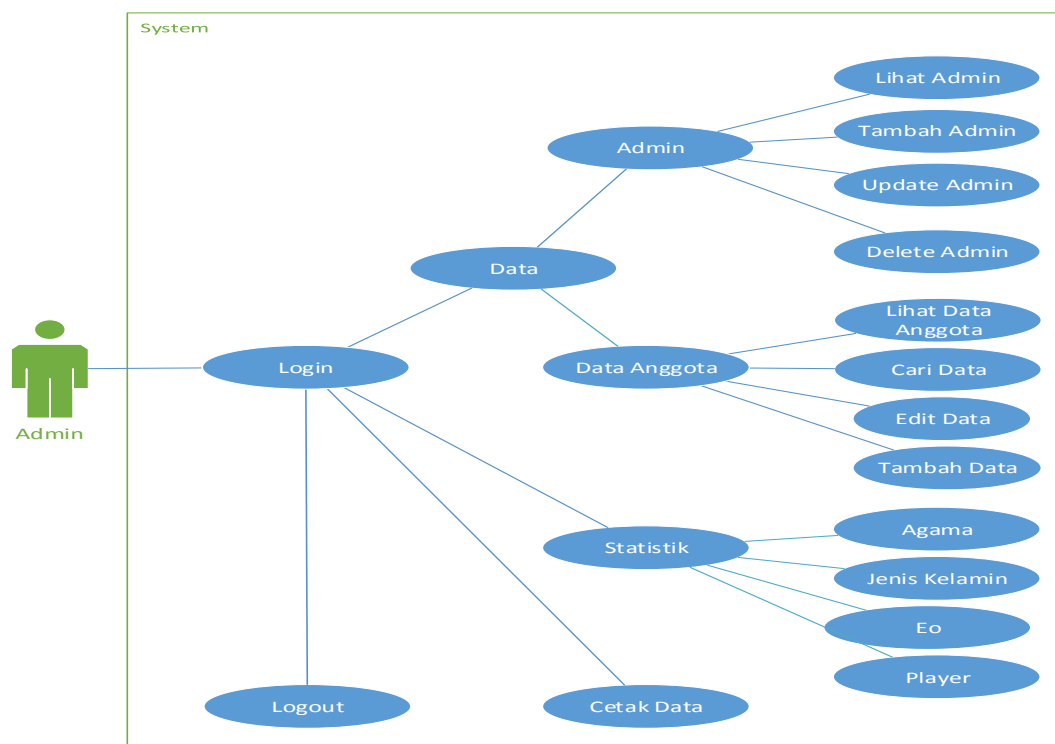 System
Lihat Admin
Tambah Admin
Admin
Update Admin
Delete Admin
Data
Lihat Data
Anggota
Login
Data Anggota
Cari Data
Edit Data
Admin
Tambah Data
Agama
Statistik
Jenis Kelamin
Eo
Player
Logout
Cetak Data